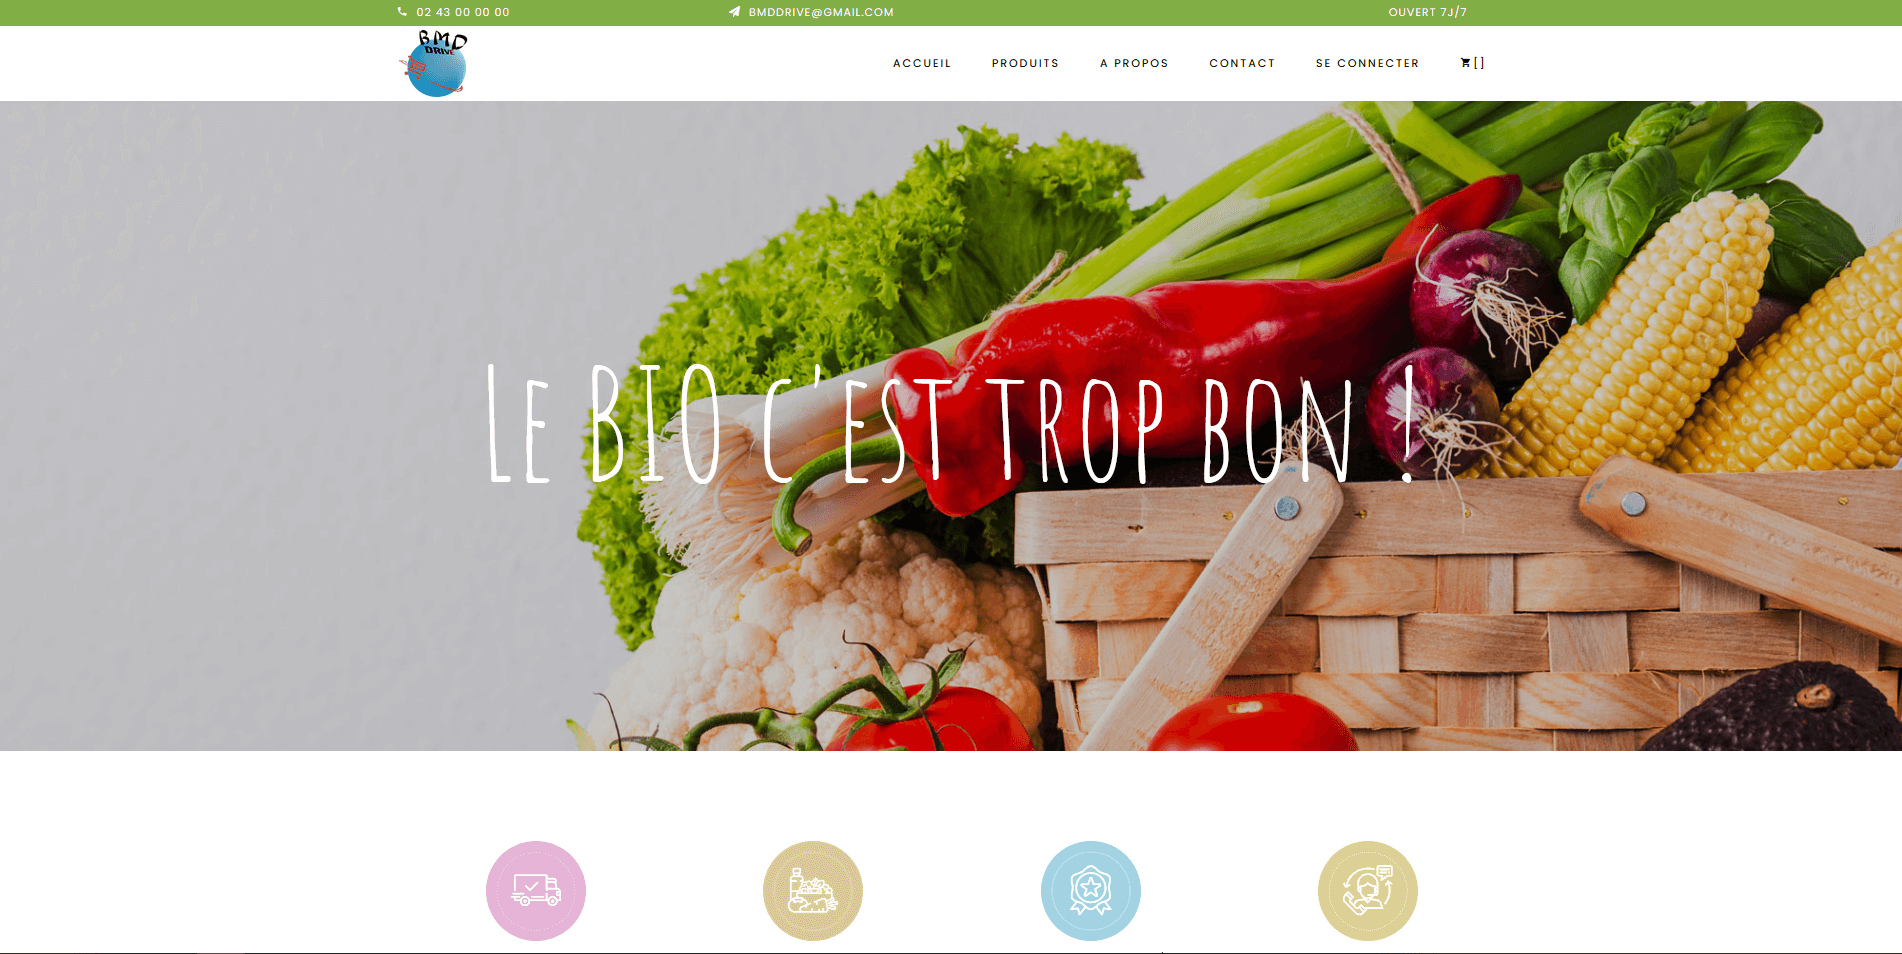 02 43 00 00 00
BMDDRIVE@GMAIL.COM
OUVERT 7J/7
BMD
DRIVE
ACCUEIL
PRODUITS
A PROPOS
CONTACT
SE CONNECTER
[]
LE BIO C'EST TROP BON !